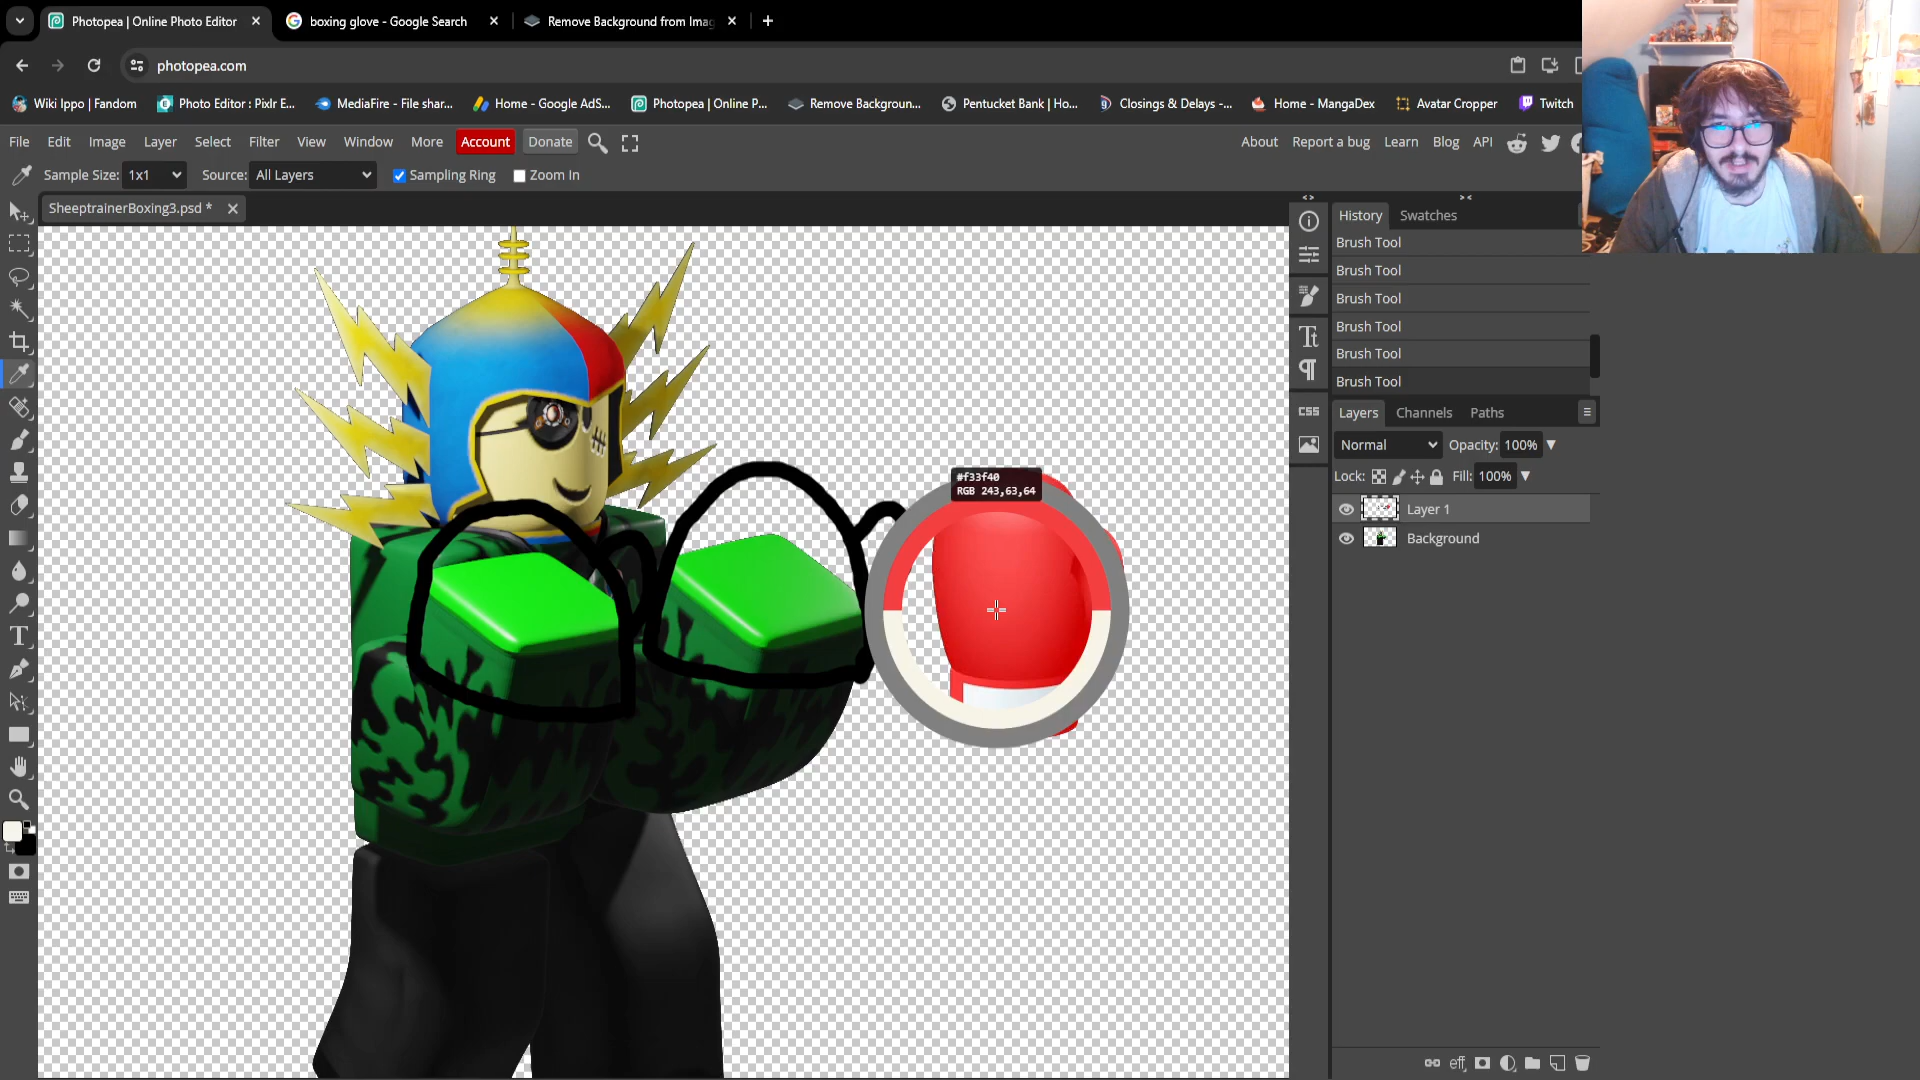 Photopea | Online Photo Editor
boxing glove - Google Search
Remove Background from Imag
photopea.com
Wiki Ippo | Fandom
Photo Editor : Pixlr E...
MediaFire - File shar...
Home - Google AdS...
Photopea | Online P...
Remove Backgroun...
Pentucket Bank | Ho...
Closings & Delays -...
Home - MangaDex
Avatar Cropper
Twitch
File Edit Image Layer Select Filter View Window More Account Donate
About Report a bug Learn Blog API
Sample Size: 1x1 Source: All Layers Sampling Ring Zoom In
SheeptrainerBoxing3.psd *
History Swatches
Brush Tool
Brush Tool
Brush Tool
Brush Tool
Brush Tool
Brush Tool
CSS
Layers Channels Paths
Normal Opacity: 100%
Lock: Fill: 100%
#f33f40
RGB 243,63,64
Layer 1
Background
eff